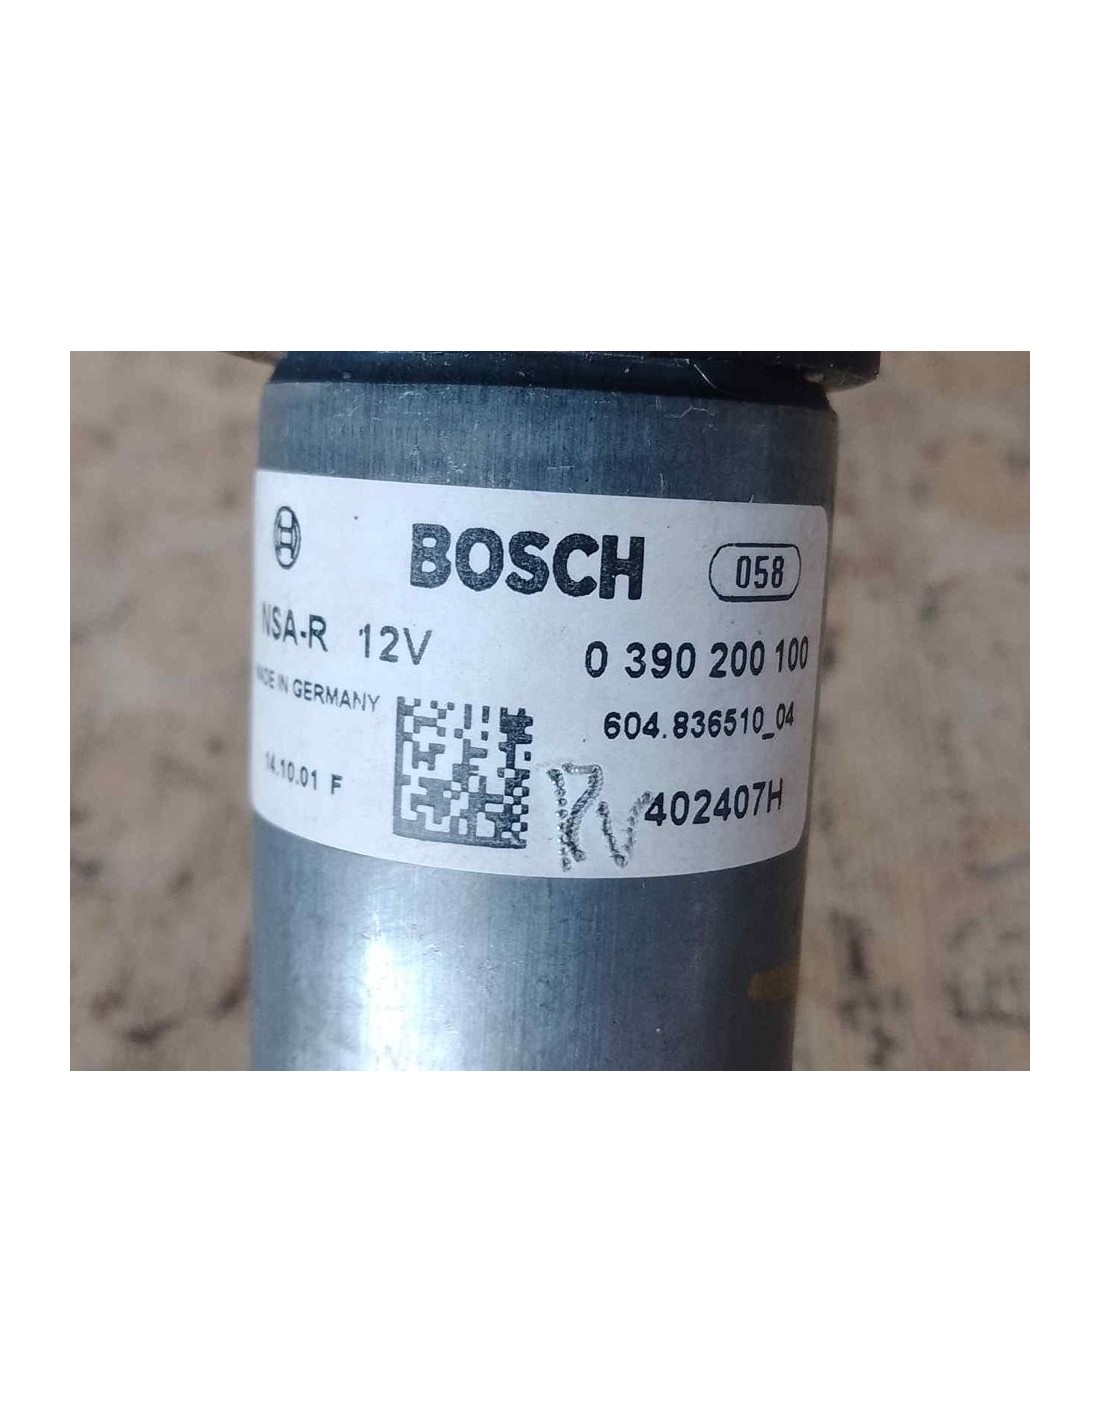 BOSCH 058
NSA-R 12V 0 390 200 100
MADE IN GERMANY
604.836510_04
14.10.01 F
402407H